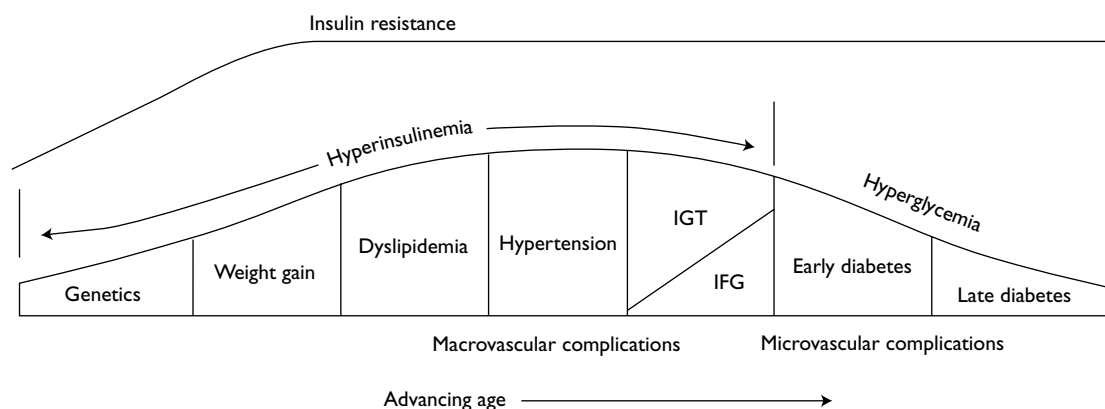 Insulin resistance
Hyperinsulinemia
Hyperglycemia
IGT
Dyslipidemia
Hypertension
Weight gain
Early diabetes
IFG
Genetics
Late diabetes
Macrovascular complications
Microvascular complications
Advancing age